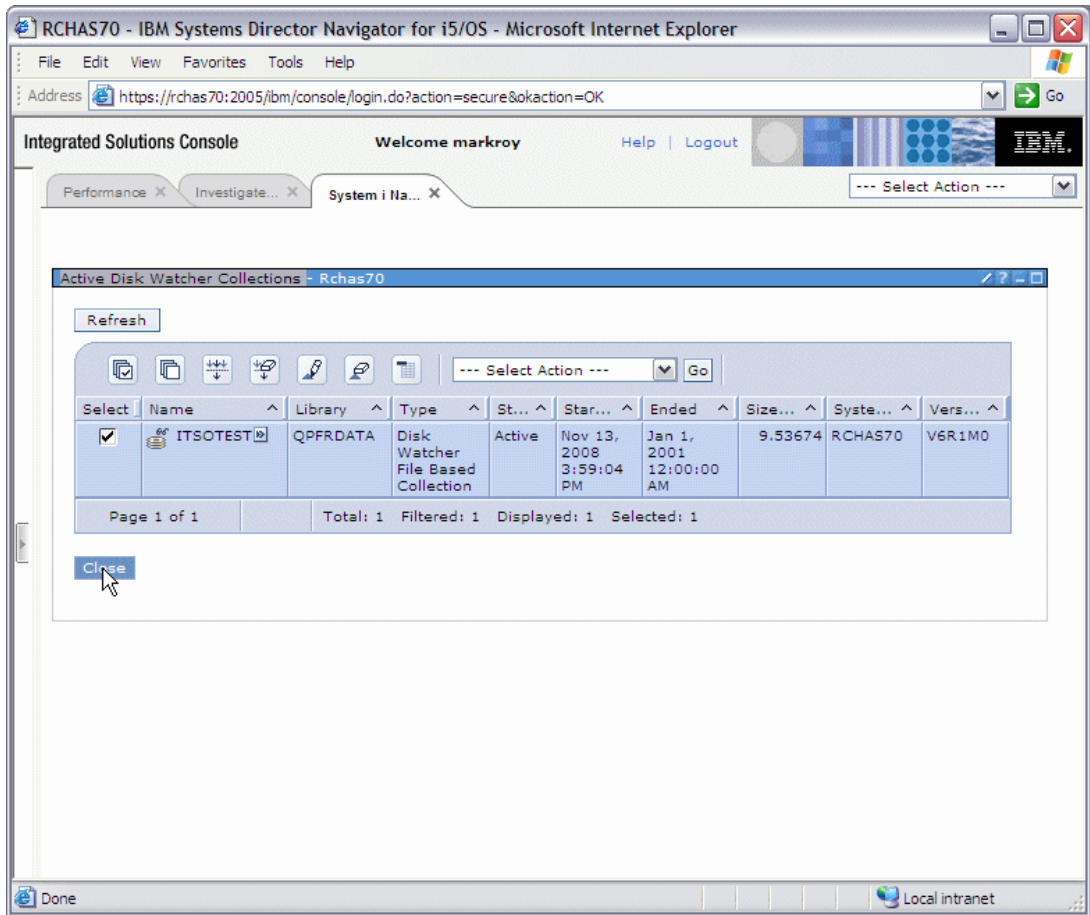 RCHAS70 - IBM Systems Director Navigator for i5/OS - Microsoft Internet Explorer
File Edit View Favorites Tools Help
Address https://rchas70:2005/ibm/console/login.do?action=secure&okaction=OK Go
Integrated Solutions Console Welcome markroy Help | Logout IBM.
Performance Investigate... System i Na... --- Select Action ---
Active Disk Watcher Collections - Rchas70
Refresh
--- Select Action --- Go
Select Name Library Type St... Star... Ended Size... Syste... Vers...
ITSOTEST QPFRDATA Disk Active Nov 13, Jan 1, 9.53674 RCHAS70 V6R1M0
Watcher 2008 2001
File Based 3:59:04 12:00:00
Collection PM AM
Page 1 of 1 Total: 1 Filtered: 1 Displayed: 1 Selected: 1
Close
Done Local intranet